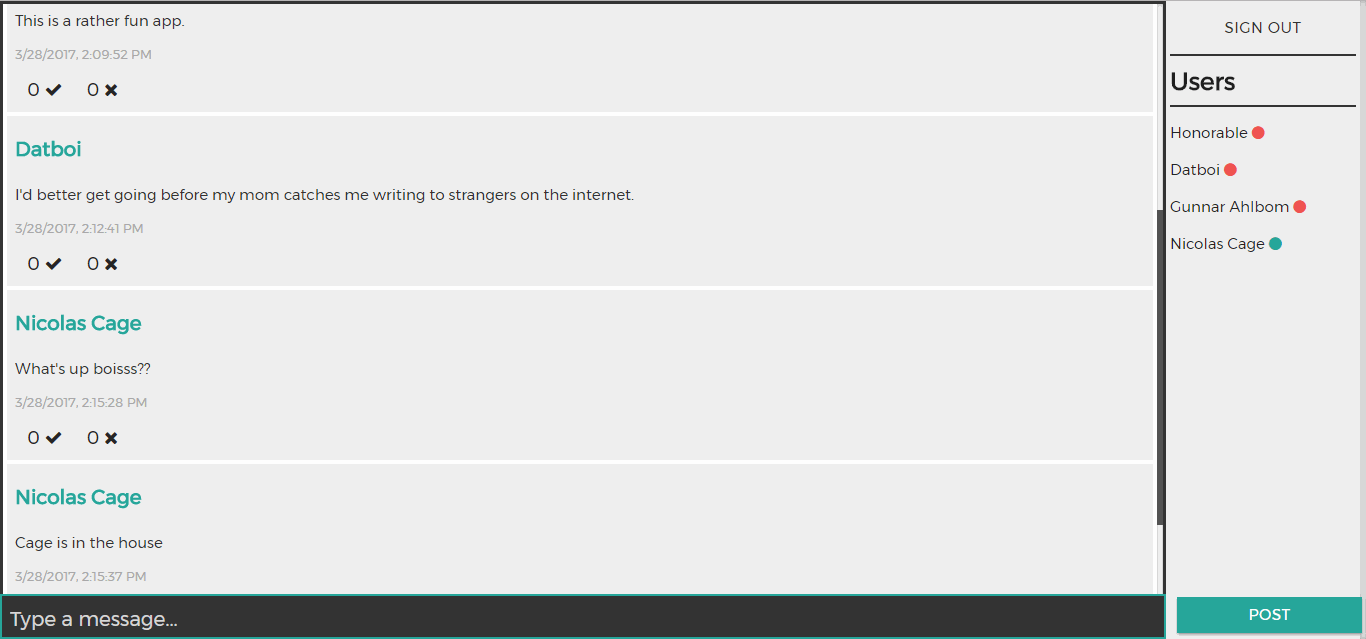 This is a rather fun app.
3/28/2017, 2:09:52 PM
0 ✔ 0 ✖
Datboi
I'd better get going before my mom catches me writing to strangers on the internet.
3/28/2017, 2:12:41 PM
0 ✔ 0 ✖
Nicolas Cage
What's up boisss??
3/28/2017, 2:15:28 PM
0 ✔ 0 ✖
Nicolas Cage
Cage is in the house
3/28/2017, 2:15:37 PM
Type a message...
SIGN OUT
Users
Honorable
Datboi
Gunnar Ahlbom
Nicolas Cage
POST